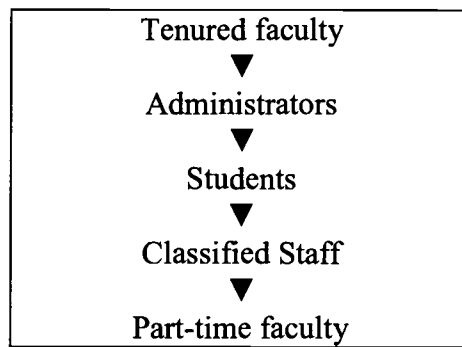 Tenured faculty
Administrators
Students
Classified Staff
Part-time faculty